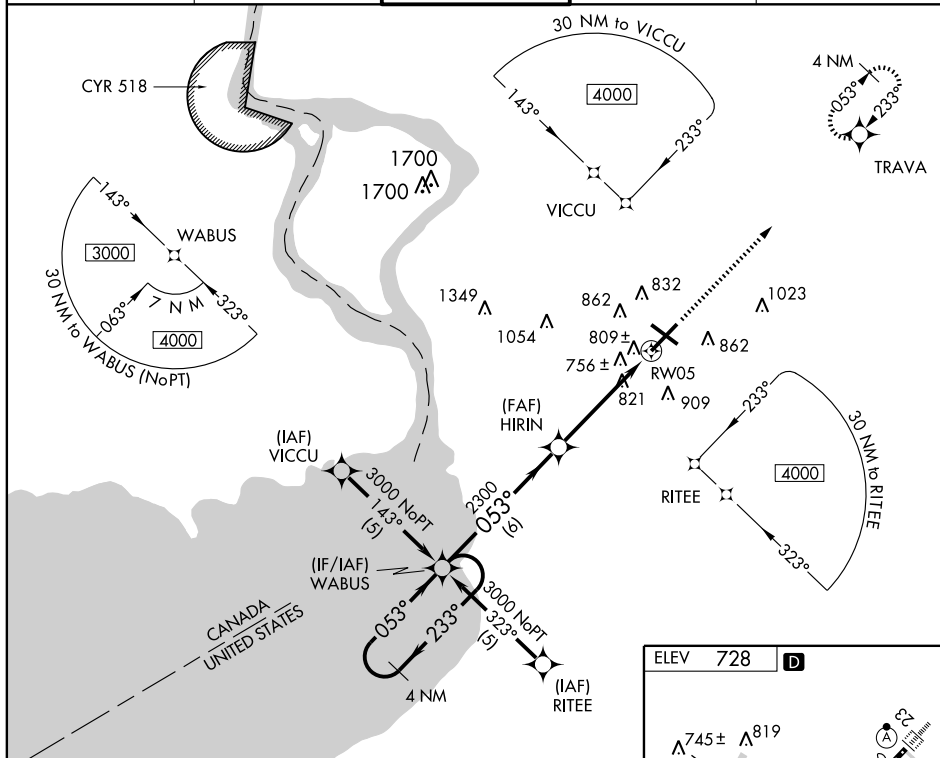 30 NM to VICCU
4000
143°
233°
VICCU
4 NM
053°
233°
TRAVA
CYR 518
1700
1700
143°
WABUS
3000
7 NM
063°
323°
4000
30 NM to WABUS (NoPT)
1349
1054
862
832
1023
809 ±
756 ±
862
RW05
821
909
(FAF)
HIRIN
233°
30 NM to RITEE
4000
RITEE
323°
(IAF)
VICCU
3000 NoPT
143°
(5)
2300
053°
(6)
(IF/IAF)
WABUS
053°
233°
3000 NoPT
323°
(5)
4 NM
(IAF)
RITEE
CANADA
UNITED STATES
ELEV 728
D
745 ±
819
A
23